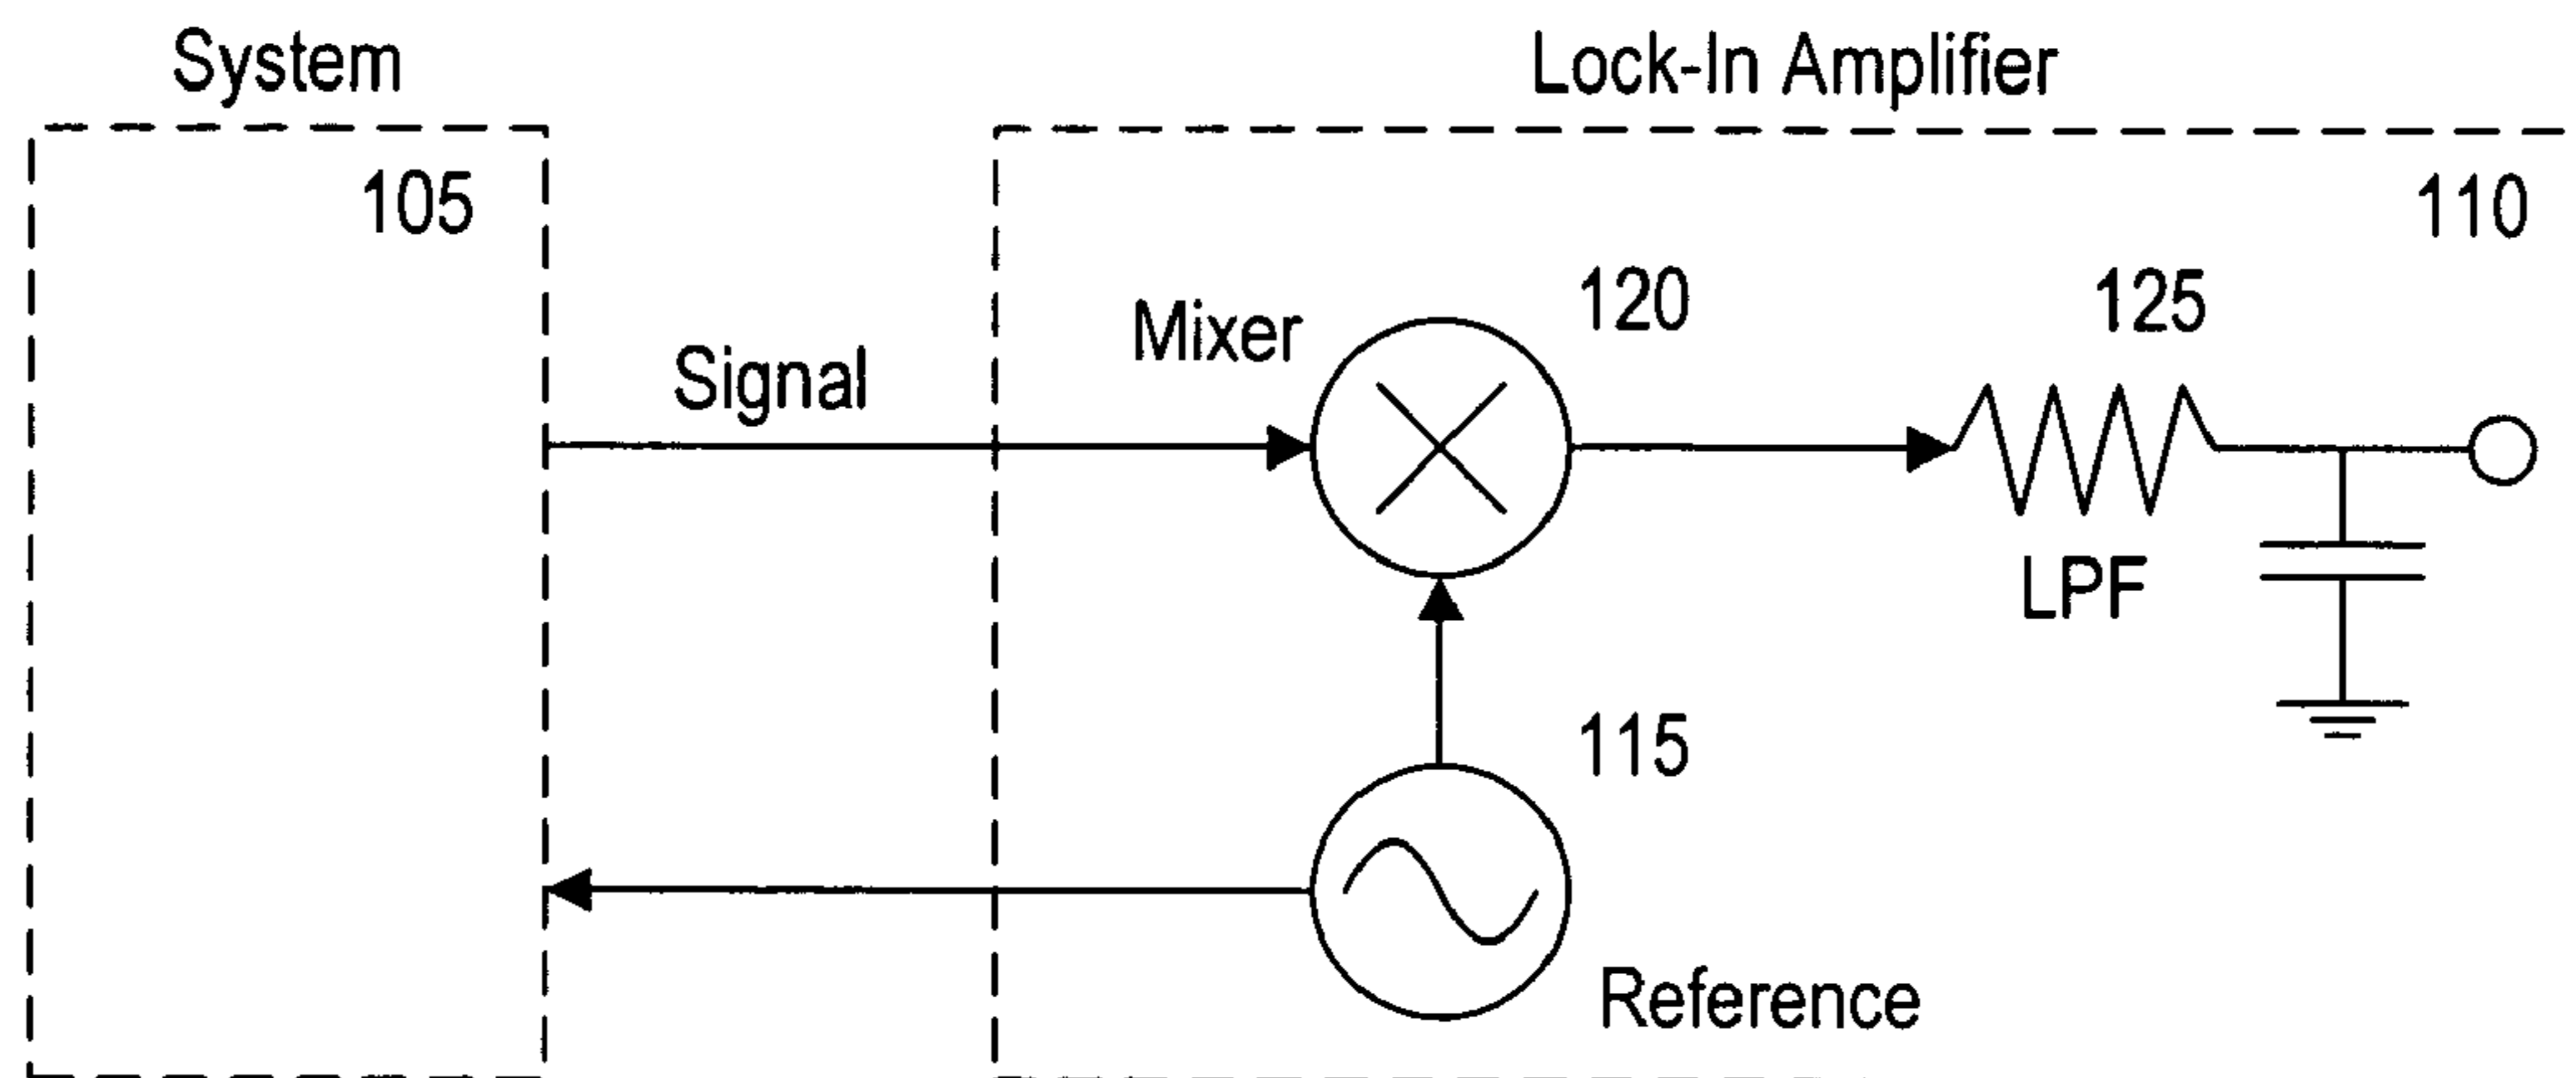 System
Lock-In Amplifier
105
110
120
125
Mixer
Signal
LPF
115
Reference